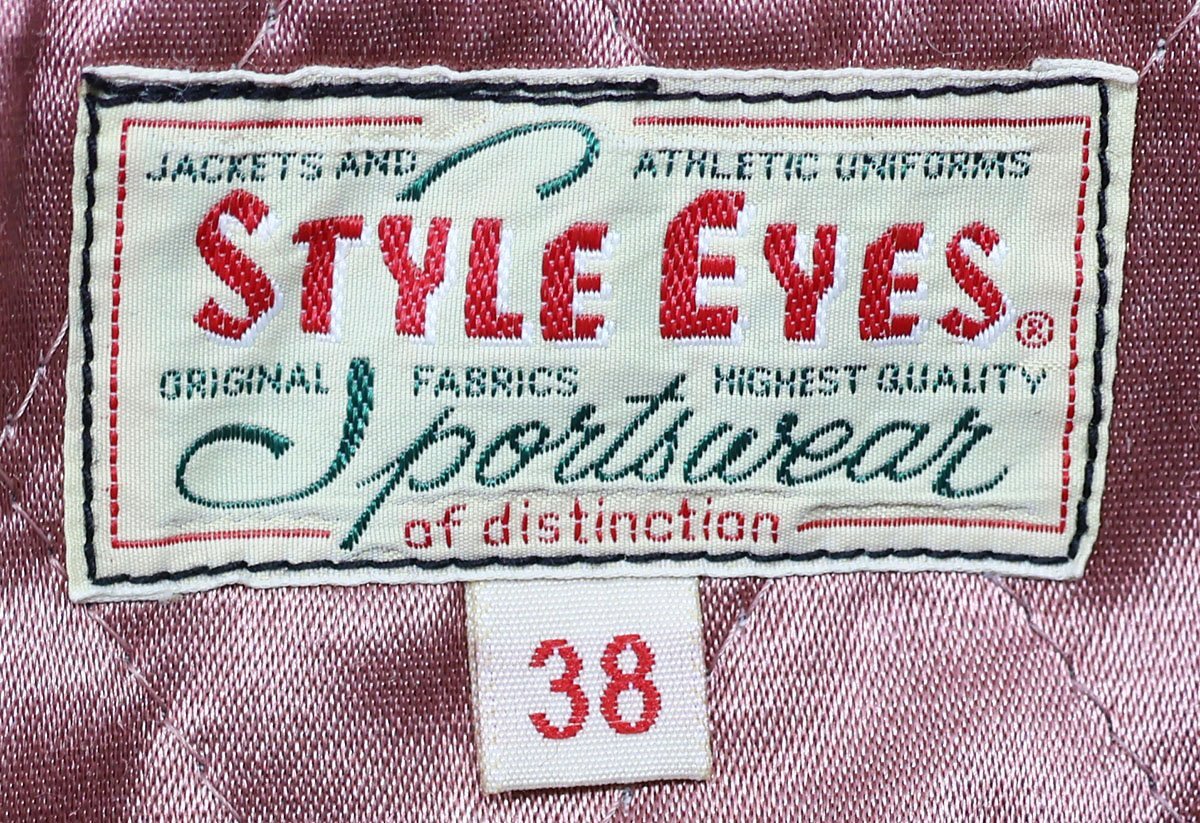 JACKETS AND ATHLETIC UNIFORMS
STYLE EYES®
ORIGINAL FABRICS HIGHEST QUALITY
Sportswear
of distinction
38